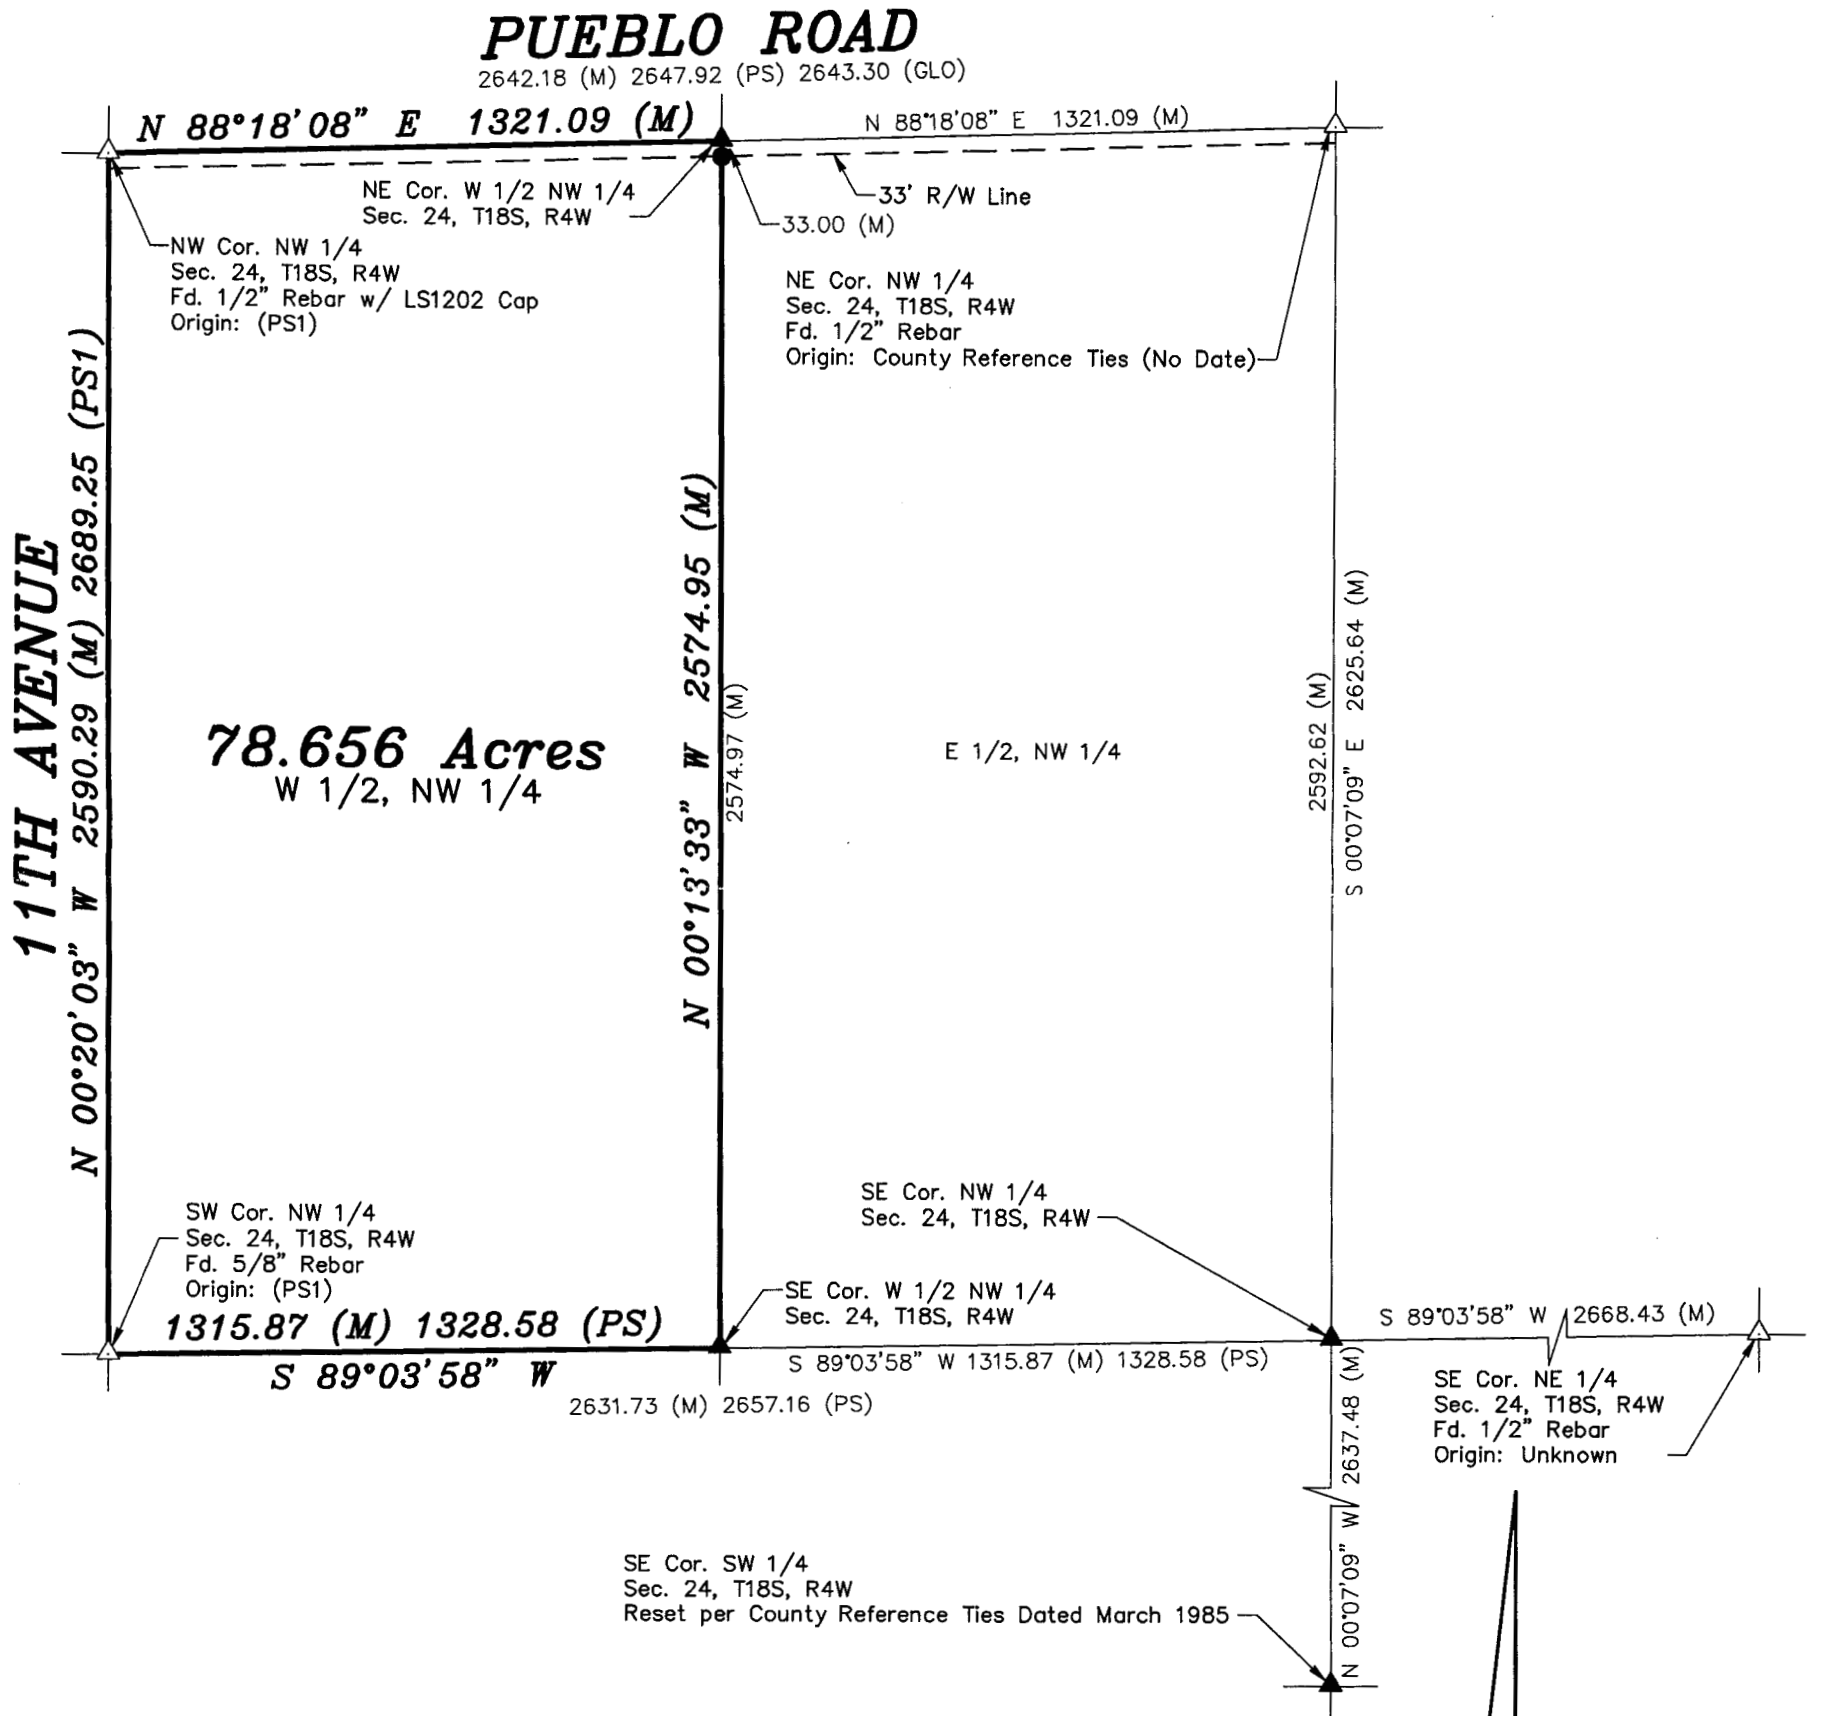 PUEBLO ROAD
2642.18 (M) 2647.92 (PS) 2643.30 (GLO)
N 88°18'08" E 1321.09 (M)
N 88°18'08" E 1321.09 (M)
NE Cor. W 1/2 NW 1/4
Sec. 24, T18S, R4W
33' R/W Line
33.00 (M)
NW Cor. NW 1/4
Sec. 24, T18S, R4W
Fd. 1/2" Rebar w/ LS1202 Cap
Origin: (PS1)
NE Cor. NW 1/4
Sec. 24, T18S, R4W
Fd. 1/2" Rebar
Origin: County Reference Ties (No Date)
11TH AVENUE
N 00°20'03" W 2590.29 (M) 2689.25 (PS1)
N 00°13'33" W 2574.95 (M)
2574.97 (M)
2592.62 (M)
S 00°07'09" E 2625.64 (M)
78.656 Acres
W 1/2, NW 1/4
E 1/2, NW 1/4
SW Cor. NW 1/4
Sec. 24, T18S, R4W
Fd. 5/8" Rebar
Origin: (PS1)
SE Cor. NW 1/4
Sec. 24, T18S, R4W
SE Cor. W 1/2 NW 1/4
Sec. 24, T18S, R4W
1315.87 (M) 1328.58 (PS)
S 89°03'58" W
S 89°03'58" W 1315.87 (M) 1328.58 (PS)
2631.73 (M) 2657.16 (PS)
S 89°03'58" W 2668.43 (M)
SE Cor. NE 1/4
Sec. 24, T18S, R4W
Fd. 1/2" Rebar
Origin: Unknown
N 00°07'09" W 2637.48 (M)
SE Cor. SW 1/4
Sec. 24, T18S, R4W
Reset per County Reference Ties Dated March 1985